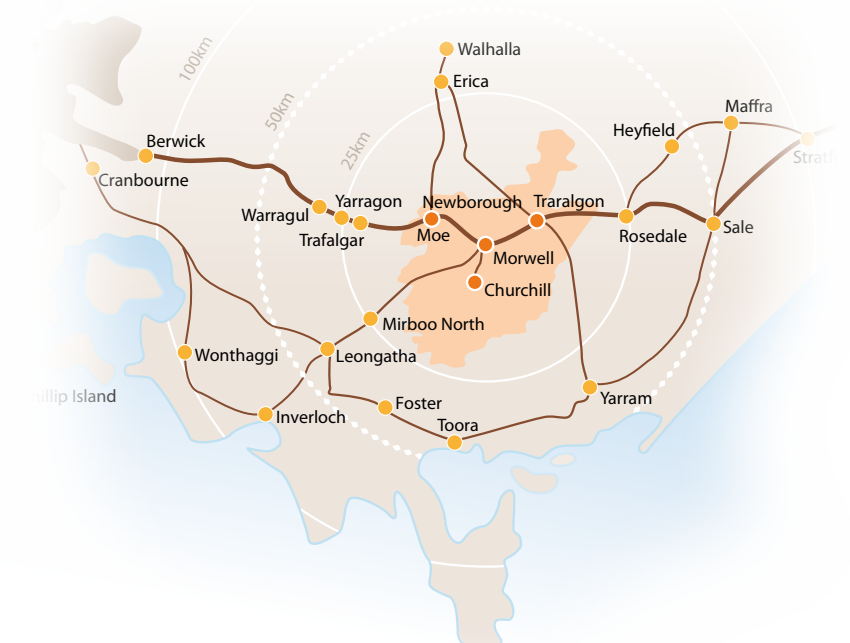 Walhalla
Erica
100km
50km
25km
Maffra
Heyfield
Berwick
Cranbourne
Warragul
Yarragon
Trafalgar
Newborough
Moe
Traralgon
Rosedale
Sale
Morwell
Churchill
Mirboo North
Leongatha
Wonthaggi
Inverloch
Foster
Toora
Yarram
Island